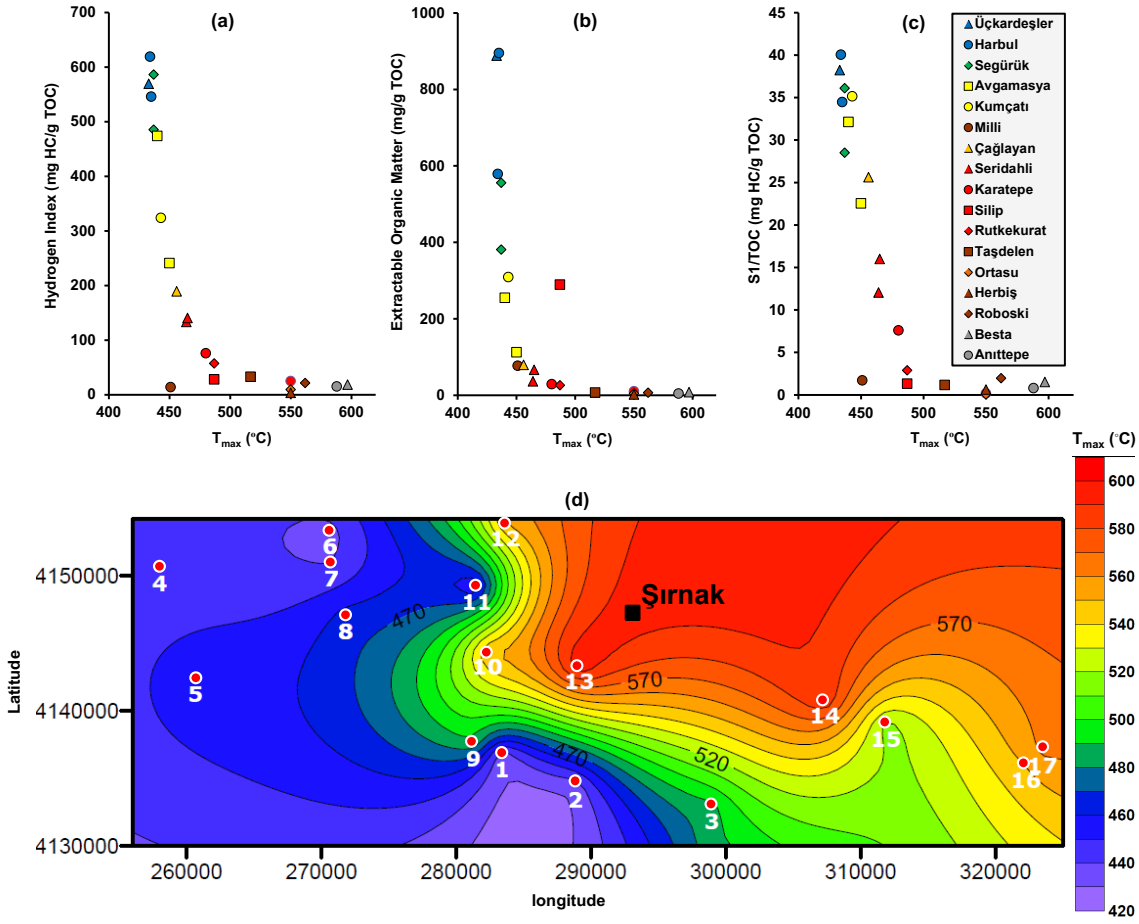 (a)
700
600
500
400
300
200
100
0
400
450
500
550
600
Hydrogen Index (mg HC/g TOC)
Tmax (ºC)
(b)
1000
800
600
400
200
0
400
450
500
550
600
Extractable Organic Matter (mg/g TOC)
Tmax (ºC)
(c)
45
40
35
30
25
20
15
10
5
0
400
450
500
550
600
S1/TOC (mg HC/g TOC)
Tmax (ºC)
Üçkardeşler
Harbul
Segürük
Avgamasya
Kumçatı
Milli
Çağlayan
Seridahli
Karatepe
Silip
Rutkekurat
Taşdelen
Ortasu
Herbiş
Roboski
Besta
Anıttepe
Tmax (°C)
600
580
560
540
520
500
480
460
440
420
(d)
4150000
4140000
4130000
Latitude
260000
270000
280000
290000
300000
310000
320000
longitude
Şırnak
12
6
4
7
11
8
470
570
10
13
570
5
14
15
9
1
470
520
17
16
2
3